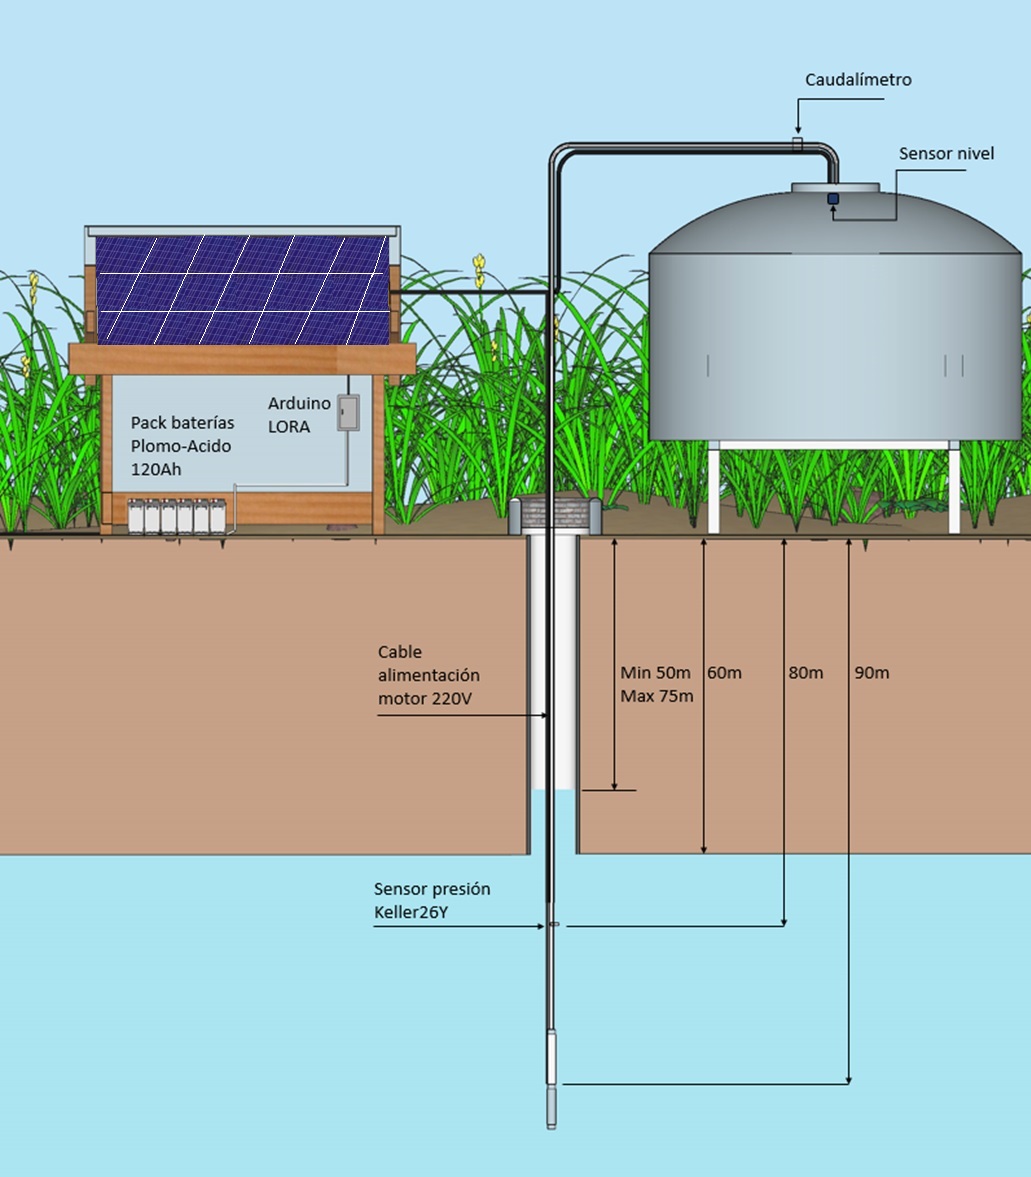 Caudalímetro
Sensor nivel
Arduino
LORA
Pack baterías
Plomo-Acido
120Ah
Cable
alimentación
motor 220V
Min 50m
Max 75m
60m
80m
90m
Sensor presión
Keller26Y